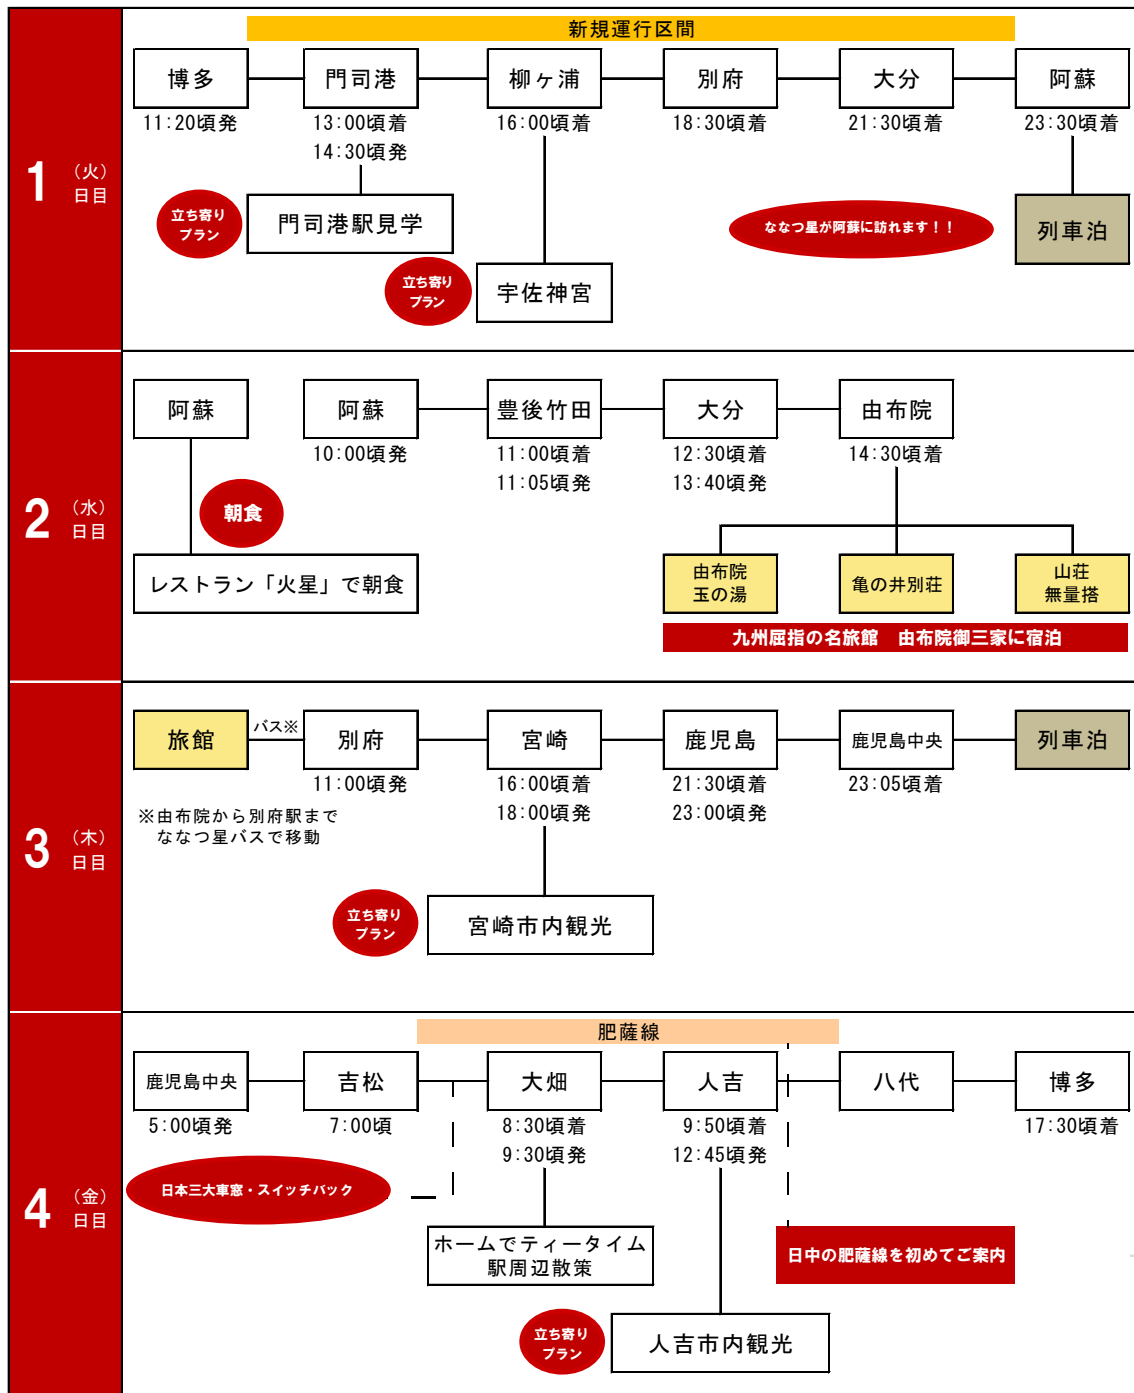 新規運行区間
1
（火）
日目
博多
11:20頃発
門司港
13:00頃着
14:30頃発
柳ヶ浦
16:00頃着
別府
18:30頃着
大分
21:30頃着
阿蘇
23:30頃着
立ち寄り
プラン
門司港駅見学
立ち寄り
プラン
宇佐神宮
ななつ星が阿蘇に訪れます！！
列車泊
2
（水）
日目
阿蘇
阿蘇
10:00頃発
豊後竹田
11:00頃着
11:05頃発
大分
12:30頃着
13:40頃発
由布院
14:30頃着
朝食
レストラン「火星」で朝食
由布院
玉の湯
亀の井別荘
山荘
無量塔
九州屈指の名旅館　由布院御三家に宿泊
3
（木）
日目
旅館
バス※
別府
11:00頃発
宮崎
16:00頃着
18:00頃発
鹿児島
21:30頃着
23:00頃発
鹿児島中央
23:05頃着
列車泊
※由布院から別府駅まで
ななつ星バスで移動
立ち寄り
プラン
宮崎市内観光
4
（金）
日目
肥薩線
鹿児島中央
5:00頃発
吉松
7:00頃
大畑
8:30頃着
9:30頃発
人吉
9:50頃着
12:45頃発
八代
博多
17:30頃着
日本三大車窓・スイッチバック
ホームでティータイム
駅周辺散策
日中の肥薩線を初めてご案内
立ち寄り
プラン
人吉市内観光